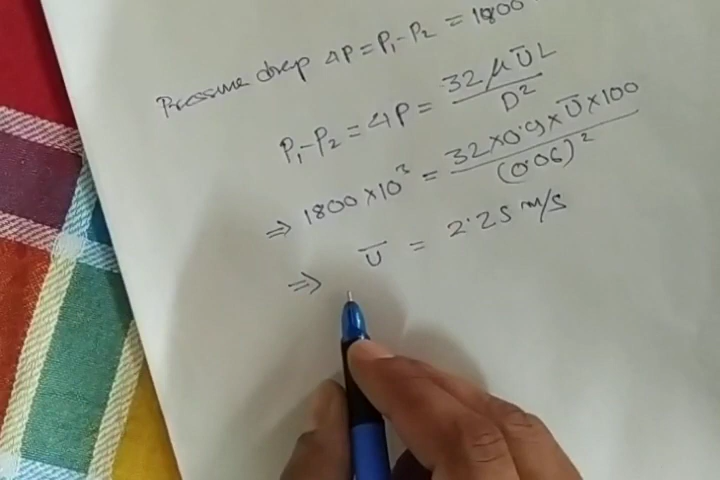 Pressure drop ΔP = P₁ - P₂ = 1800
P₁ - P₂ = ΔP = 32 μ U̅ L / D²
⇒ 1800 × 10³ = 32 × 0.9 × U̅ × 100 / (0.06)²
⇒ U̅ = 2.25 m/s